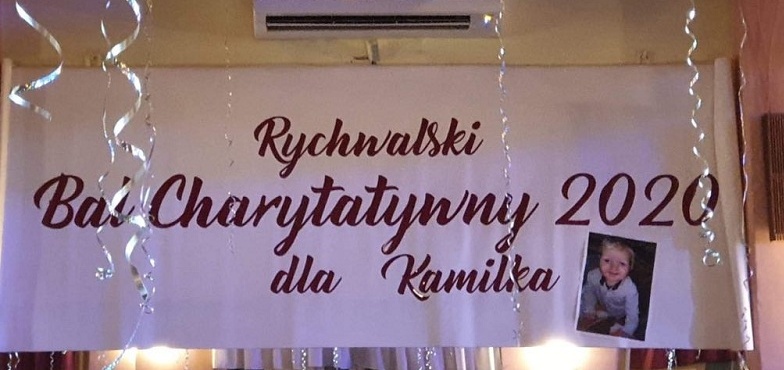 Rychwalski
Bal Charytatywny 2020
dla Kamilka